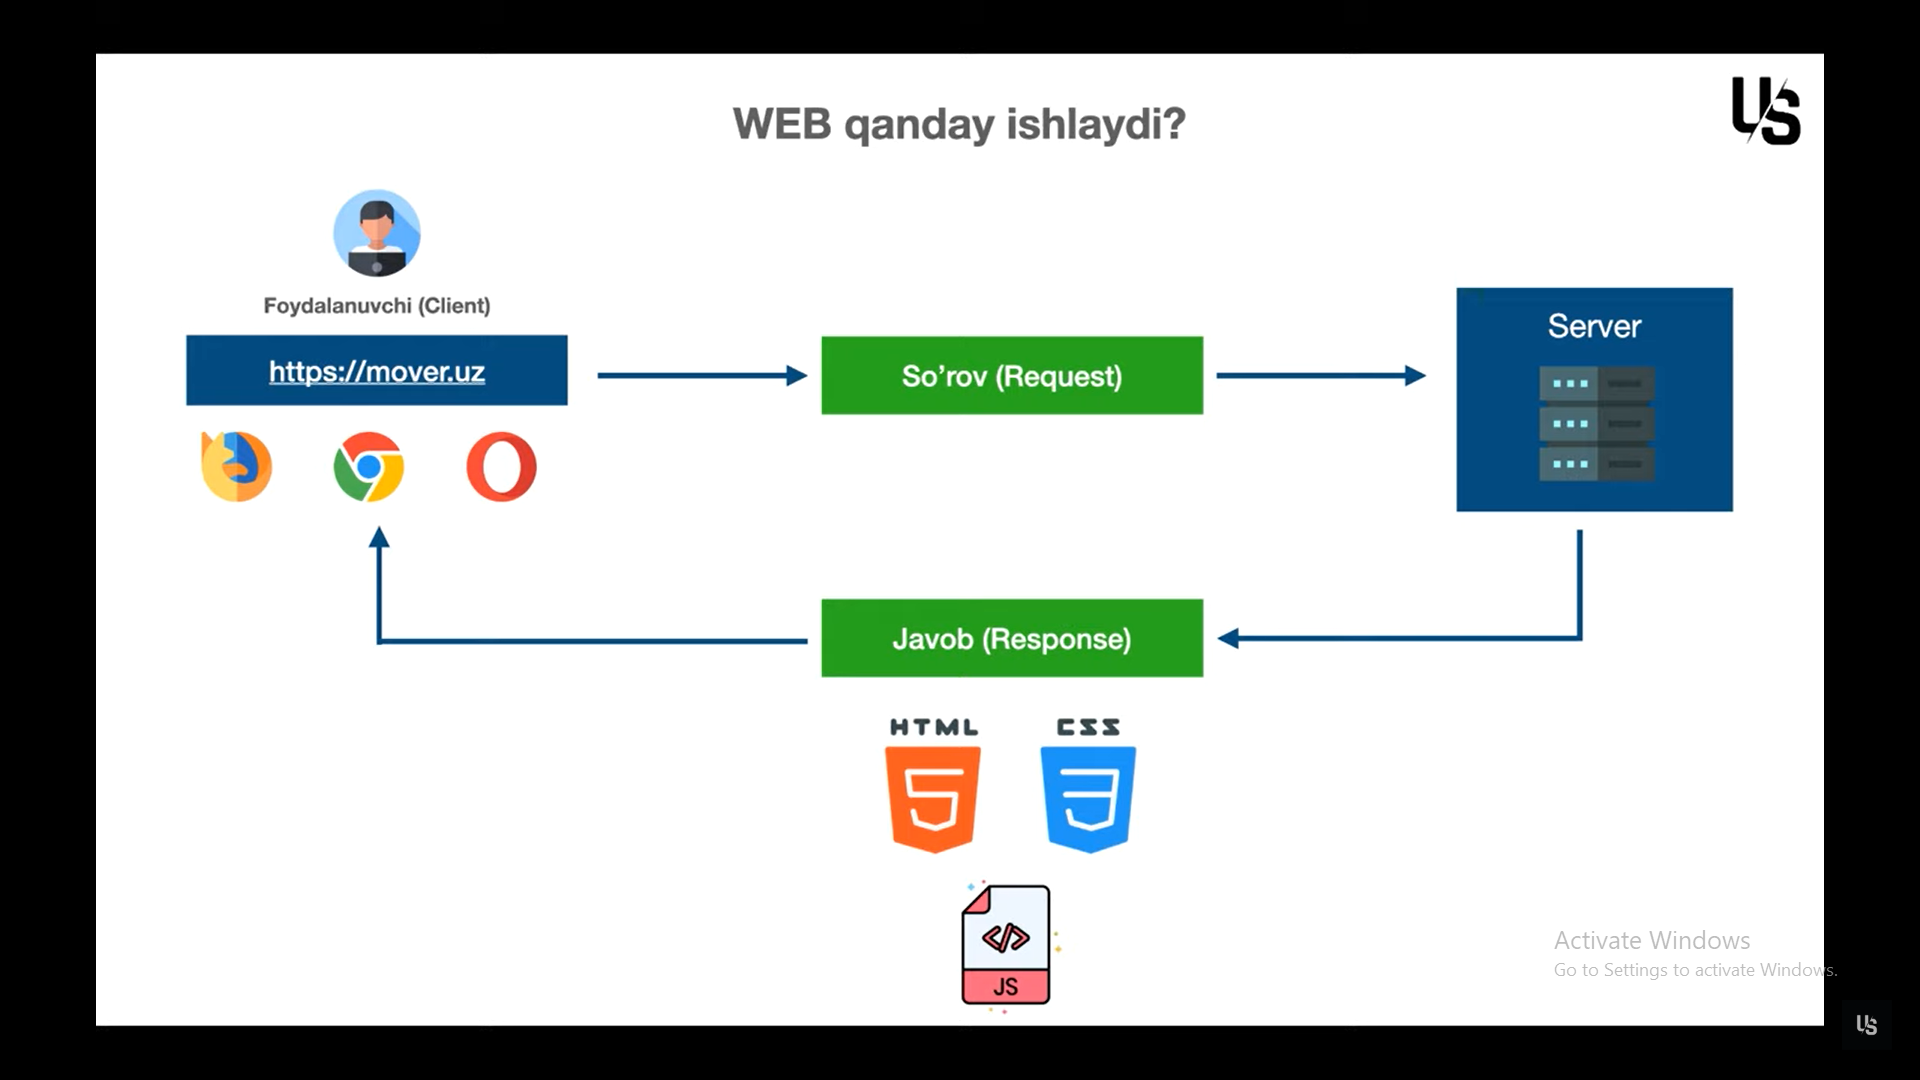 WEB qanday ishlaydi?
US
Foydalanuvchi (Client)
https://mover.uz
So’rov (Request)
Server
Javob (Response)
HTML
CSS
5
3
</>
JS
Activate Windows
Go to Settings to activate Windows.
US